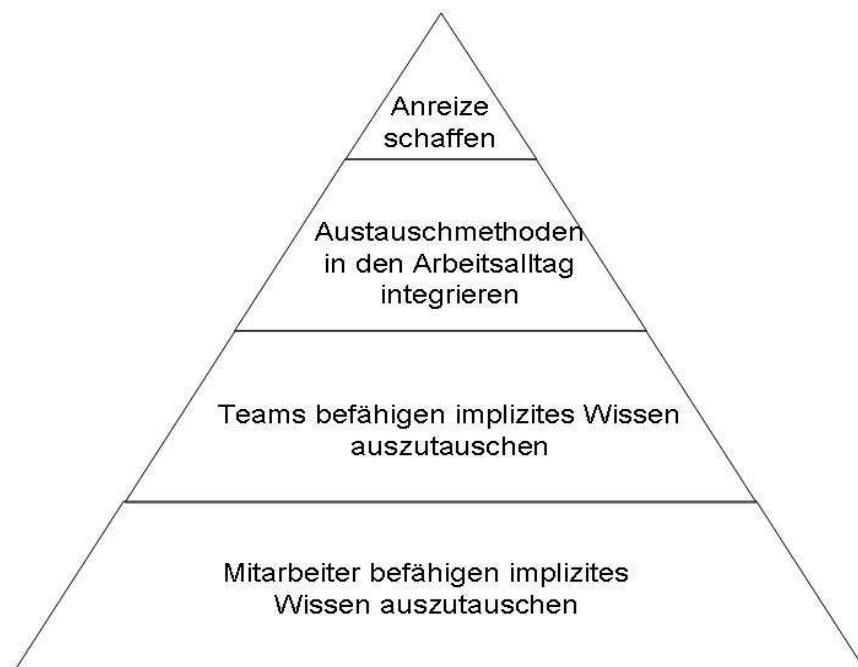 Anreize
schaffen
Austauschmethoden
in den Arbeitsalltag
integrieren
Teams befähigen implizites Wissen
auszutauschen
Mitarbeiter befähigen implizites
Wissen auszutauschen